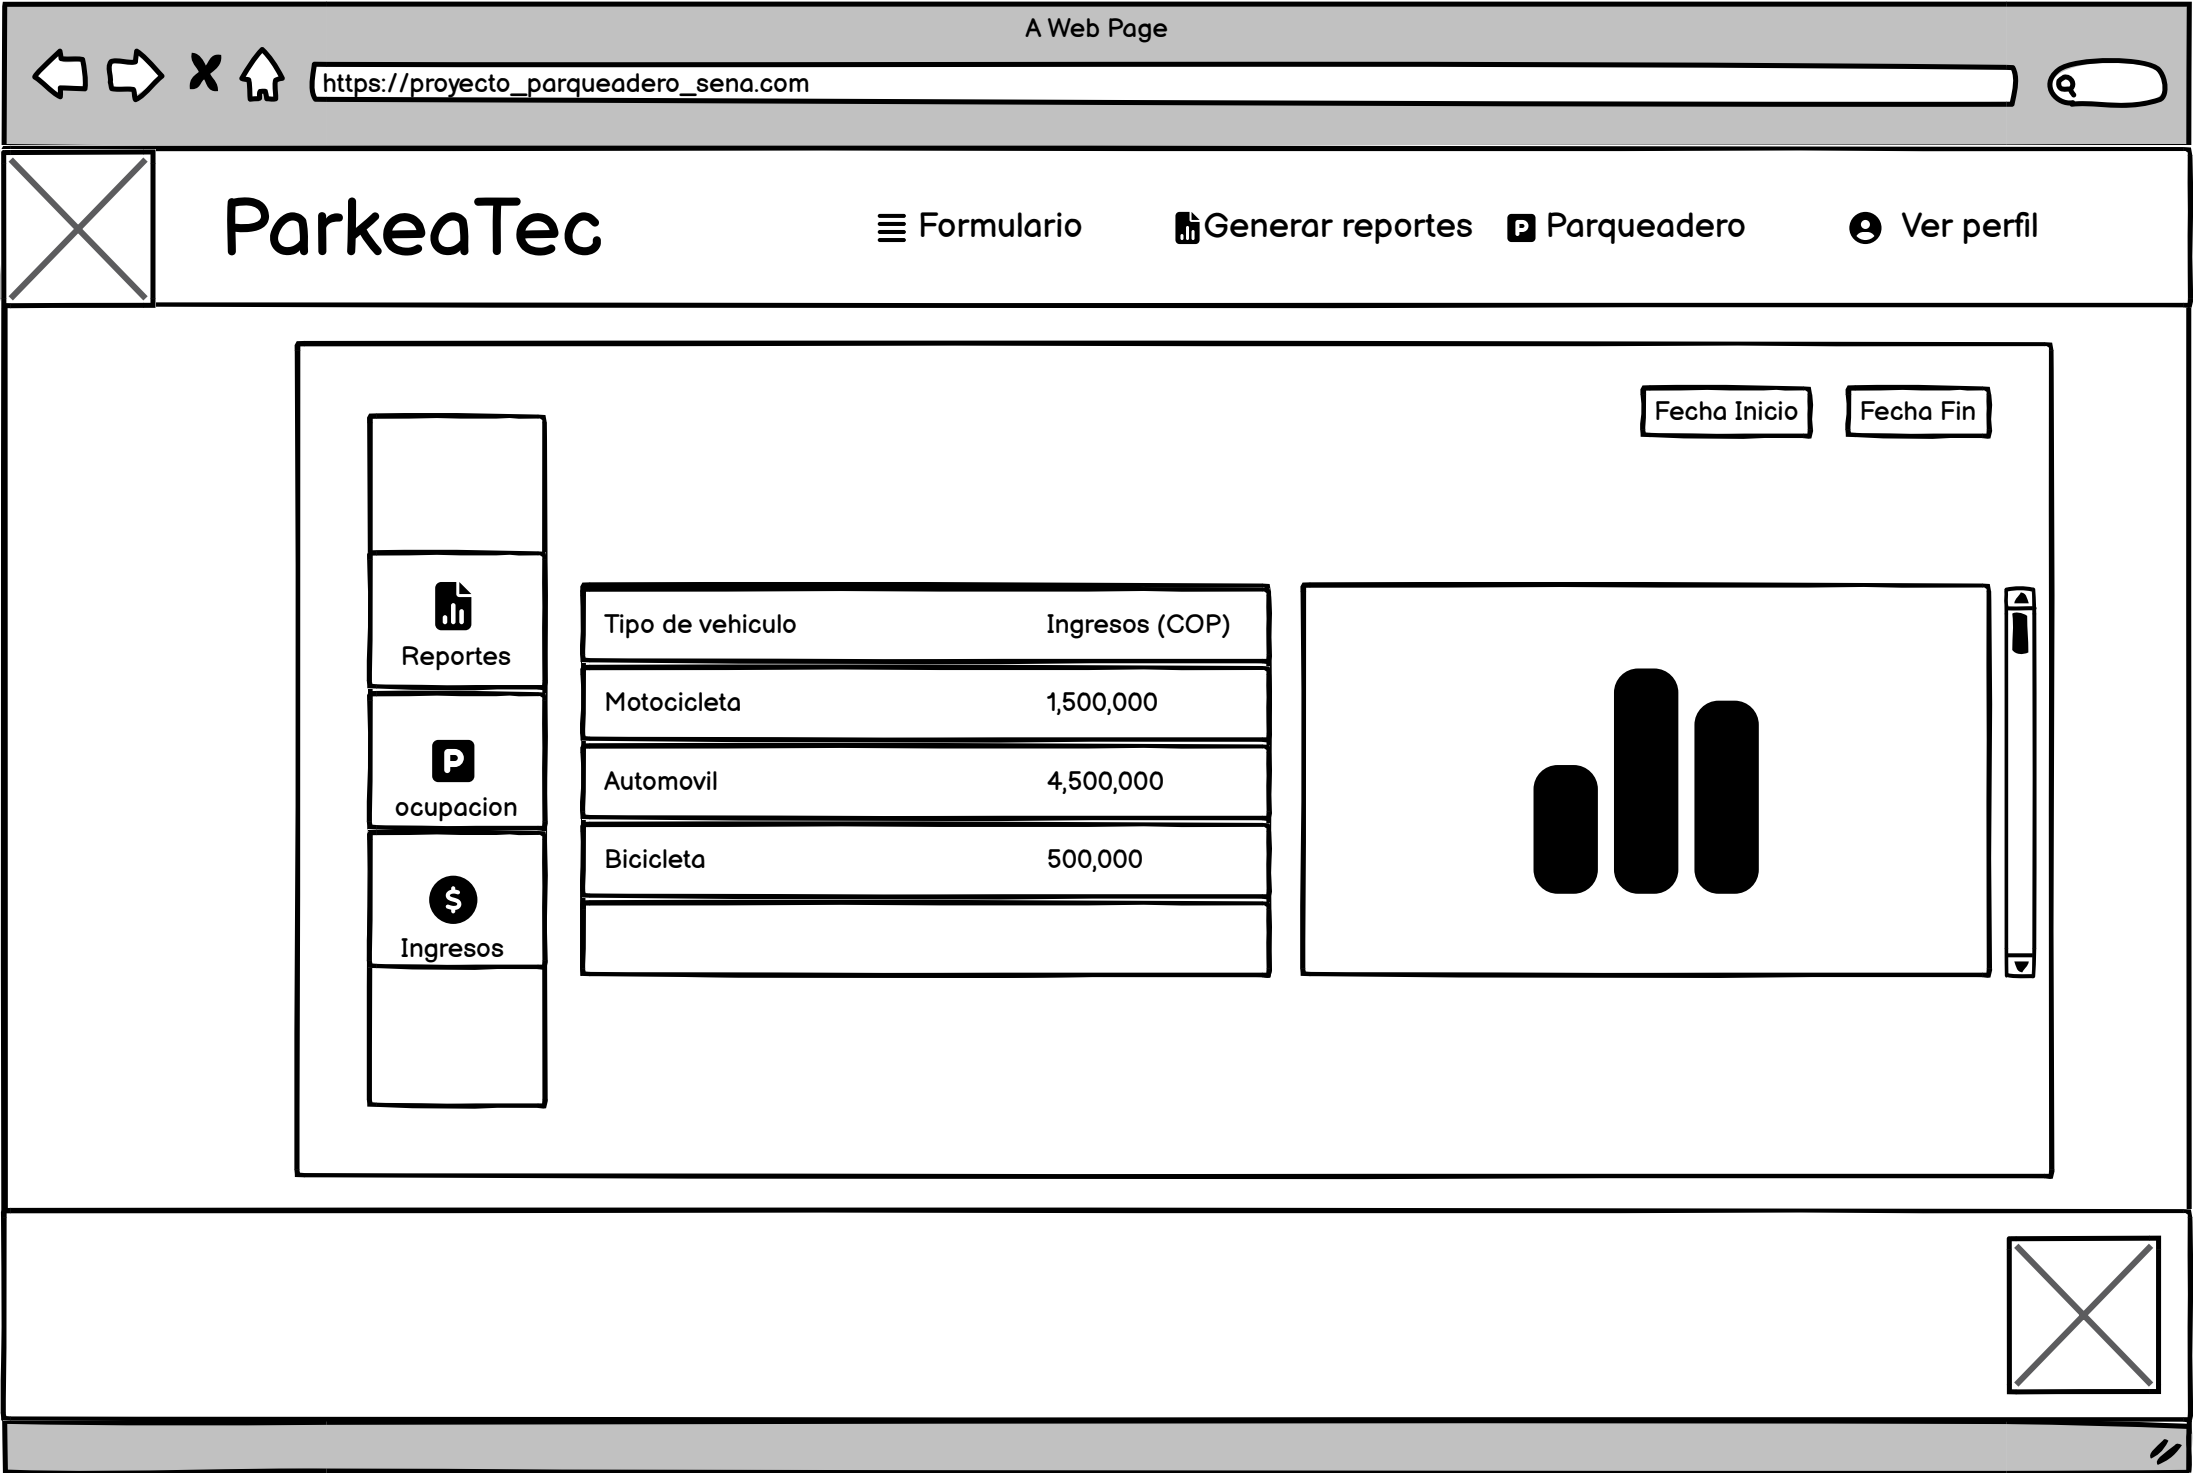 A Web Page
https://proyecto_parqueadero_sena.com
ParkeaTec
Formulario
Generar reportes
P Parqueadero
Ver perfil
Fecha Inicio
Fecha Fin
Reportes
P
ocupacion
$
Ingresos
Tipo de vehiculo Ingresos (COP)
Motocicleta 1,500,000
Automovil 4,500,000
Bicicleta 500,000